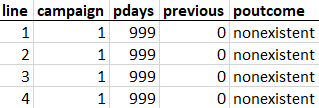 line campaign pdays previous poutcome
1 1 999 0 nonexistent
2 1 999 0 nonexistent
3 1 999 0 nonexistent
4 1 999 0 nonexistent